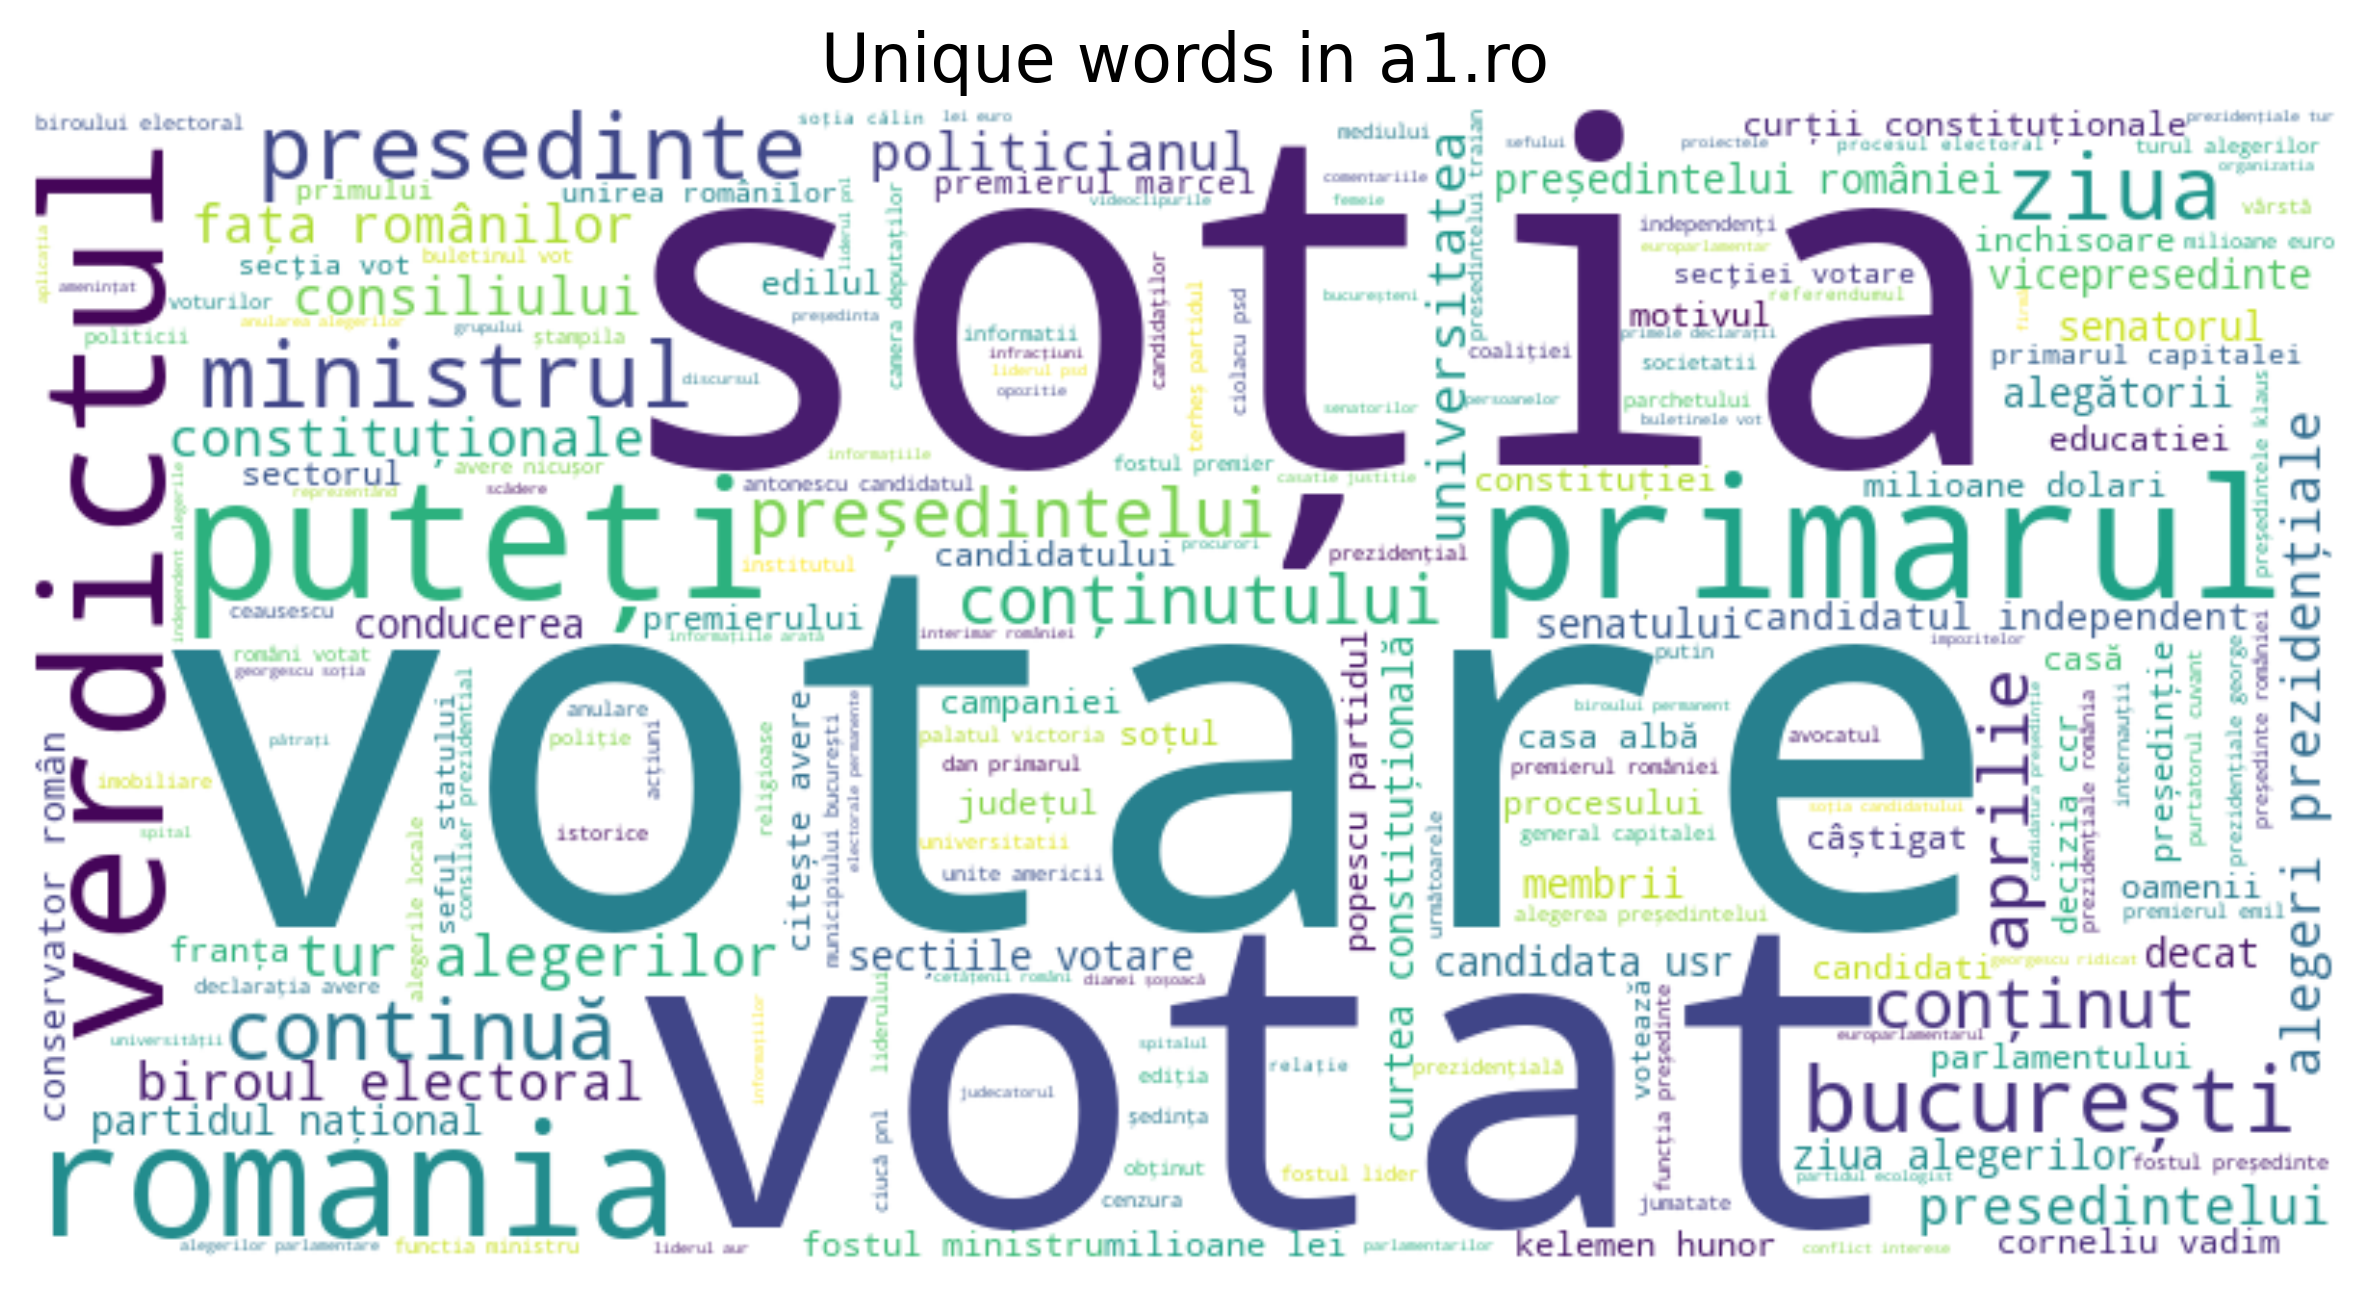 Unique words in a1.ro
biroului electoral
presedinte
soția călin
lei euro
politicianul
mediului
sefului
curții constituționale
prezidențiale tur
proiectele
procesul electoral
turul alegerilor
organizatia
primului
unirea românilor
premierul marcel
comentariile
președintelui româniei
ziua
videoclipurile
femeie
vârstă
fața românilor
liderul pnl
camera deputaților
soția
universitatea
presedintelui traian
independenți
europarlamentar
inchisoare
milioane euro
verdictul
aplicația
amenințat
secția vot
buletinul vot
voturilor
consiliului
edilul
președinta
candidaților
terheș partidul
ciolacu psd
bucureșteni
secției votare
referendumul
vicepresedinte
motivul
primele declarații
firmă
senatorul
anularea alegerilor
grupului
politicii
ștampila
informatii
infracțiuni
liderul psd
opozitie
coaliției
societatii
primarul capitalei
ministrul
discursul
senatorilor
persoanelor
parchetului
buletinele vot
alegătorii
președintele klaus
educatiei
alegeri prezidențiale
constituționale
informațiile
sectorul
avere nicușor
fostul premier
casatie justitie
reprezentând
scădere
antonescu candidatul
constituției
milioane dolari
independent alegerile
puteți
președintelui
primarul
institutul
candidatului
procurori
prezidențial
ceausescu
conducerea
premierului
conținutului
senatului
candidatul independent
informațiile arată
interimar româniei
impozitelor
români votat
georgescu soția
votare
putin
casă
pătrați
anulare
poliție
acțiuni
istorice
seful statului
consilier prezidential
religioase
citește avere
municipiului bucurești
electorale permanente
campaniei
palatul victoria
soțul
dan primarul
județul
universitatii
unite americii
popescu partidul
curtea constituțională
următoarele
biroului permanent
casa albă
avocatul
premierul româniei
procesului
soția candidatului
general capitalei
câștigat
membrii
alegerea președintelui
aprilie
candidatura președinție
decizia ccr
prezidențiale românia
internauții
președinție
purtatorul cuvant
prezidențiale george
președinte româniei
oamenii
premierul emil
conservator român
imobiliare
spital
alegerile locale
franța
tur alegerilor
secțiile votare
candidata usr
candidati
georgescu ridicat
decat
declarația avere
cetățenii români
dianei șoșoacă
universității
continuă
informațiilor
liderului
votat
votează
funcția președinte
conținut
europarlamentarul
spitalul
relație
prezidențială
parlamentului
biroul electoral
judecatorul
ediția
bucurești
partidul național
ciucă pnl
ședința
romania
obținut
fostul lider
ziua alegerilor
fostul președinte
partidul ecologist
cenzura
jumatate
presedintelui
alegerilor parlamentare
functia ministru
liderul aur
fostul ministru
milioane lei
parlamentarilor
kelemen hunor
conflict interese
corneliu vadim